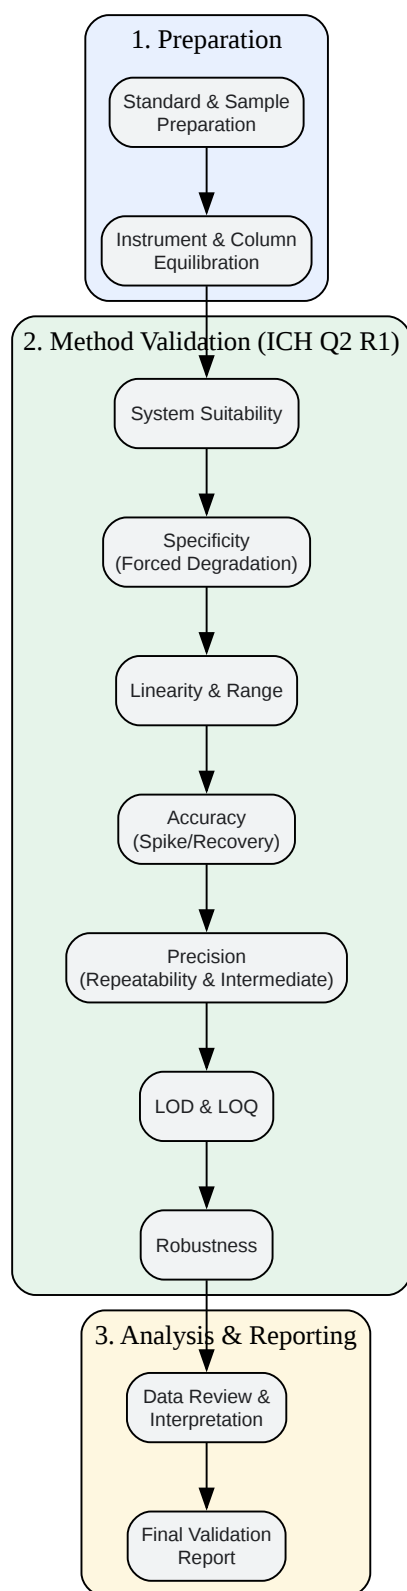 1. Preparation
Standard & Sample
Preparation
Instrument & Column
Equilibration
2. Method Validation (ICH Q2 R1)
System Suitability
Specificity
(Forced Degradation)
Linearity & Range
Accuracy
(Spike/Recovery)
Precision
(Repeatability & Intermediate)
LOD & LOQ
Robustness
3. Analysis & Reporting
Data Review &
Interpretation
Final Validation
Report